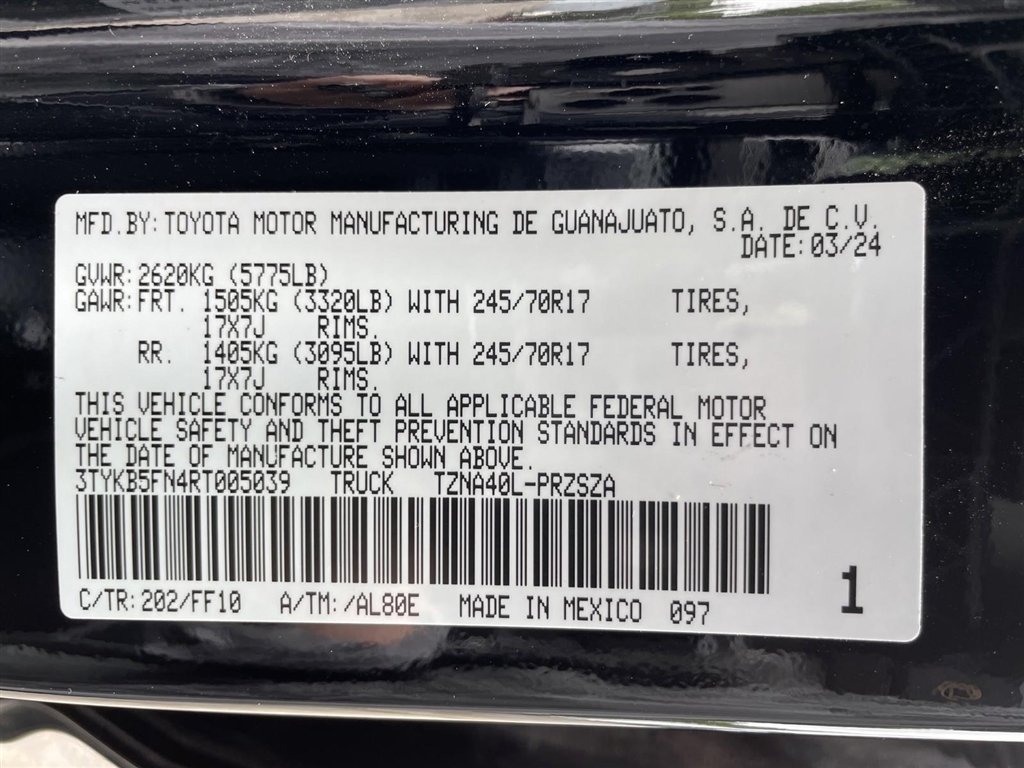 MFD.BY: TOYOTA MOTOR MANUFACTURING DE GUANAJUATO, S.A. DE C.V.
DATE: 03/24
GVWR: 2620KG (5775LB)
GAWR: FRT. 1505KG (3320LB) WITH 245/70R17 TIRES,
17X7J RIMS.
RR. 1405KG (3095LB) WITH 245/70R17 TIRES,
17X7J RIMS.
THIS VEHICLE CONFORMS TO ALL APPLICABLE FEDERAL MOTOR
VEHICLE SAFETY AND THEFT PREVENTION STANDARDS IN EFFECT ON
THE DATE OF MANUFACTURE SHOWN ABOVE.
3TYKB5FN4RT005039 TRUCK TZNA40L-PRZSZA
C/TR: 202/FF10 A/TM: /AL80E MADE IN MEXICO 097
1